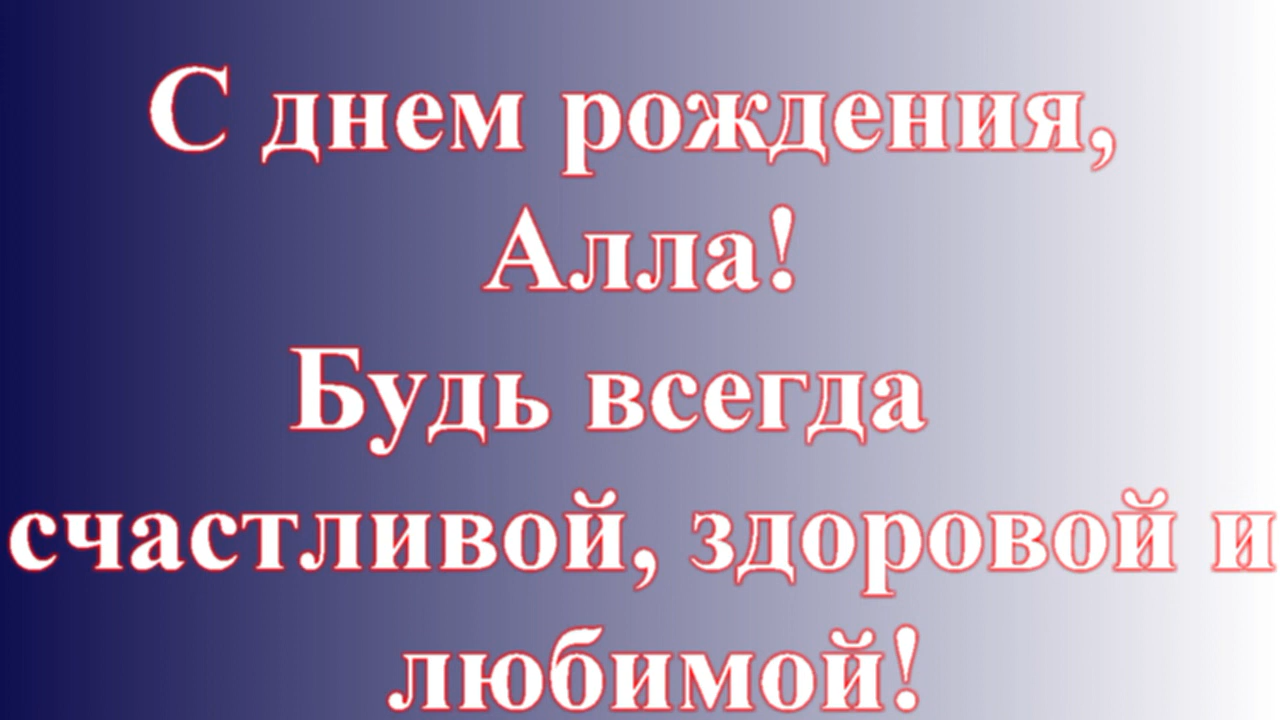 С днем рождения,
Алла!
Будь всегда
счастливой, здоровой и
любимой!